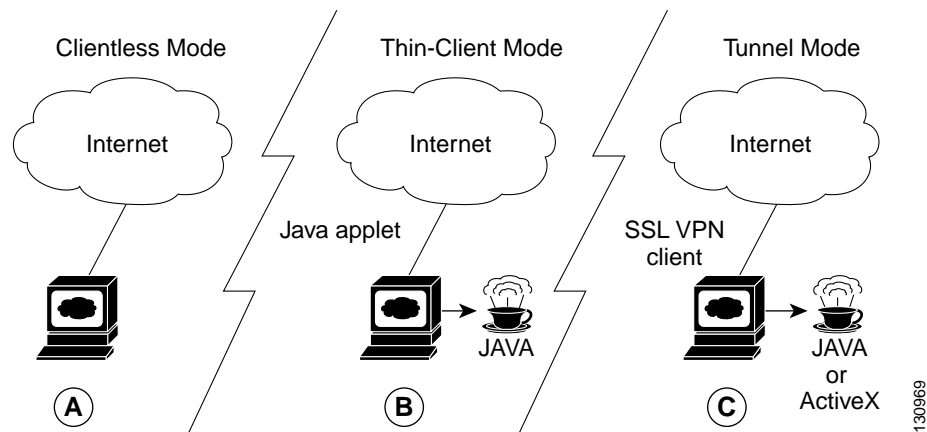 Clientless Mode
Thin-Client Mode
Tunnel Mode
Internet
Internet
Internet
Java applet
SSL VPN
client
JAVA
JAVA
or
ActiveX
A
B
C
130969